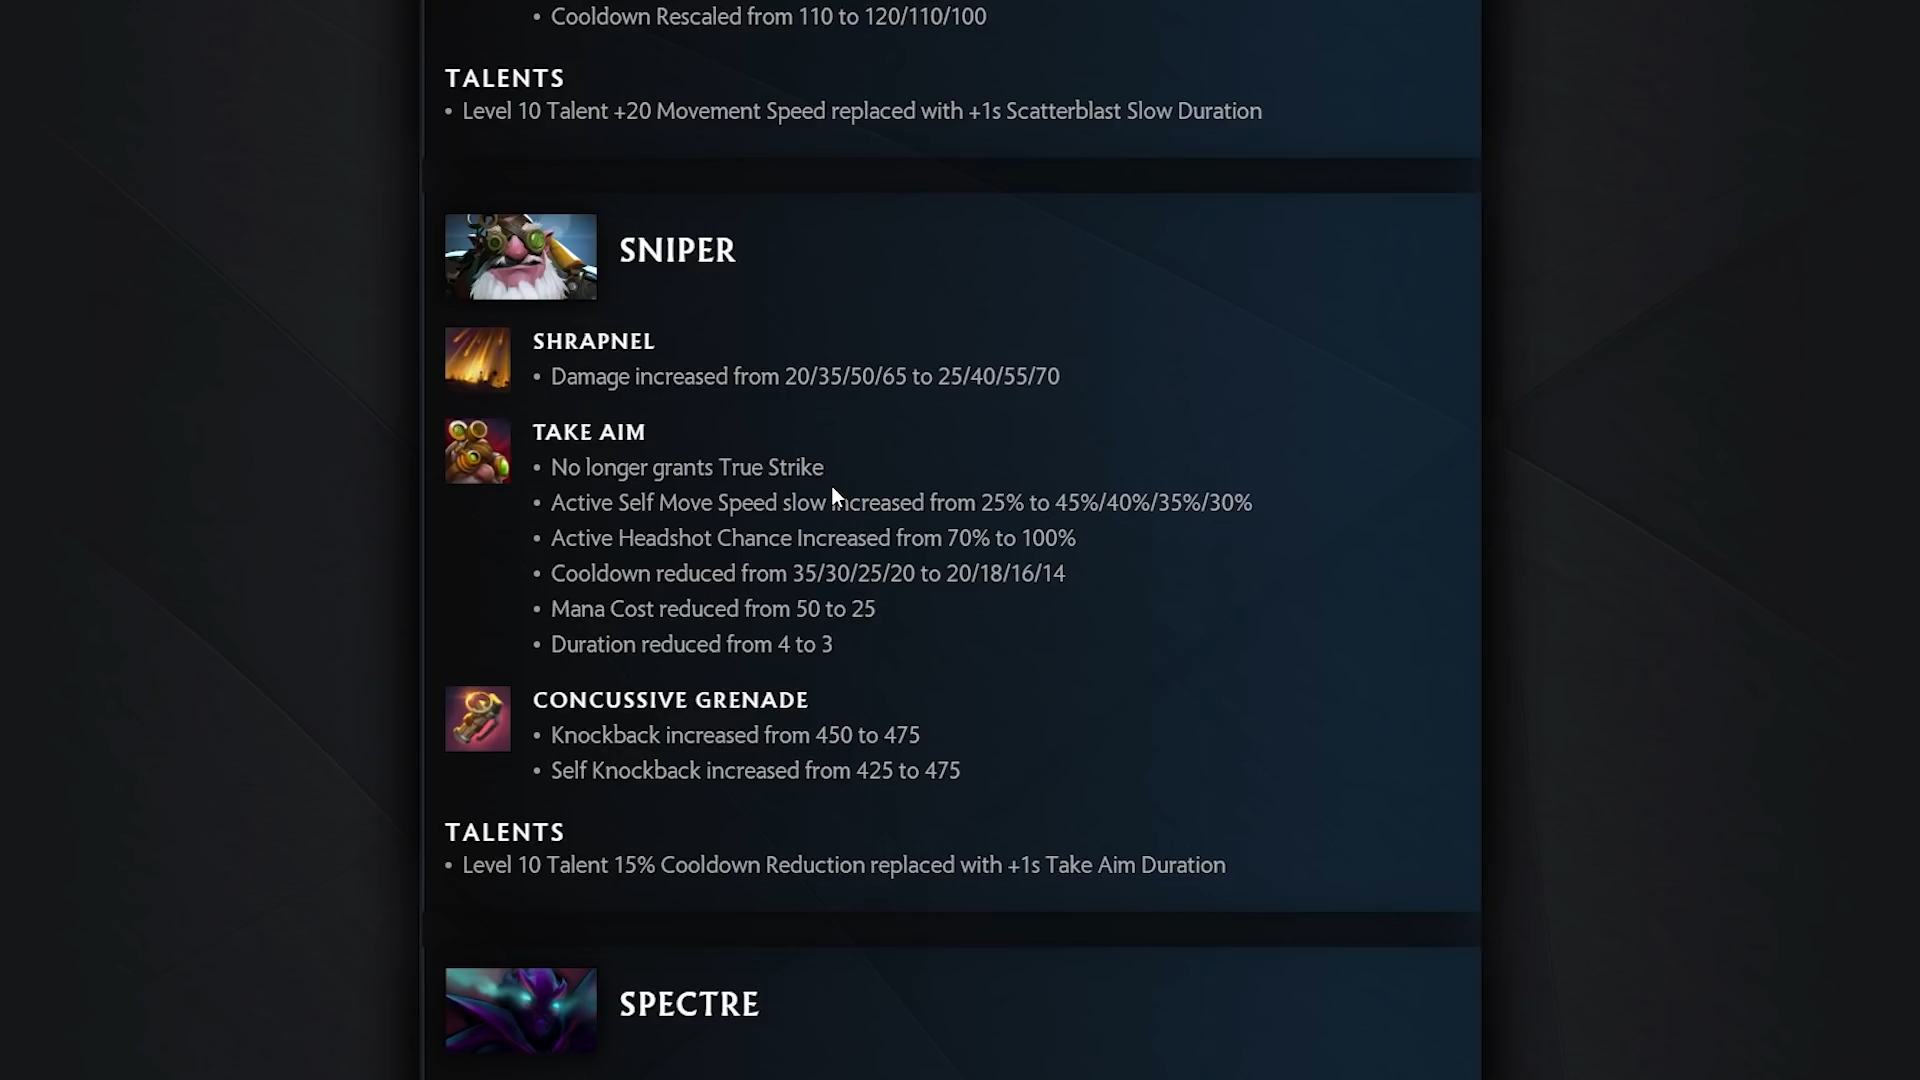 • Cooldown Rescaled from 110 to 120/110/100
TALENTS
• Level 10 Talent +20 Movement Speed replaced with +1s Scatterblast Slow Duration
SNIPER
SHRAPNEL
• Damage increased from 20/35/50/65 to 25/40/55/70
TAKE AIM
• No longer grants True Strike
• Active Self Move Speed slow increased from 25% to 45%/40%/35%/30%
• Active Headshot Chance Increased from 70% to 100%
• Cooldown reduced from 35/30/25/20 to 20/18/16/14
• Mana Cost reduced from 50 to 25
• Duration reduced from 4 to 3
CONCUSSIVE GRENADE
• Knockback increased from 450 to 475
• Self Knockback increased from 425 to 475
TALENTS
• Level 10 Talent 15% Cooldown Reduction replaced with +1s Take Aim Duration
SPECTRE